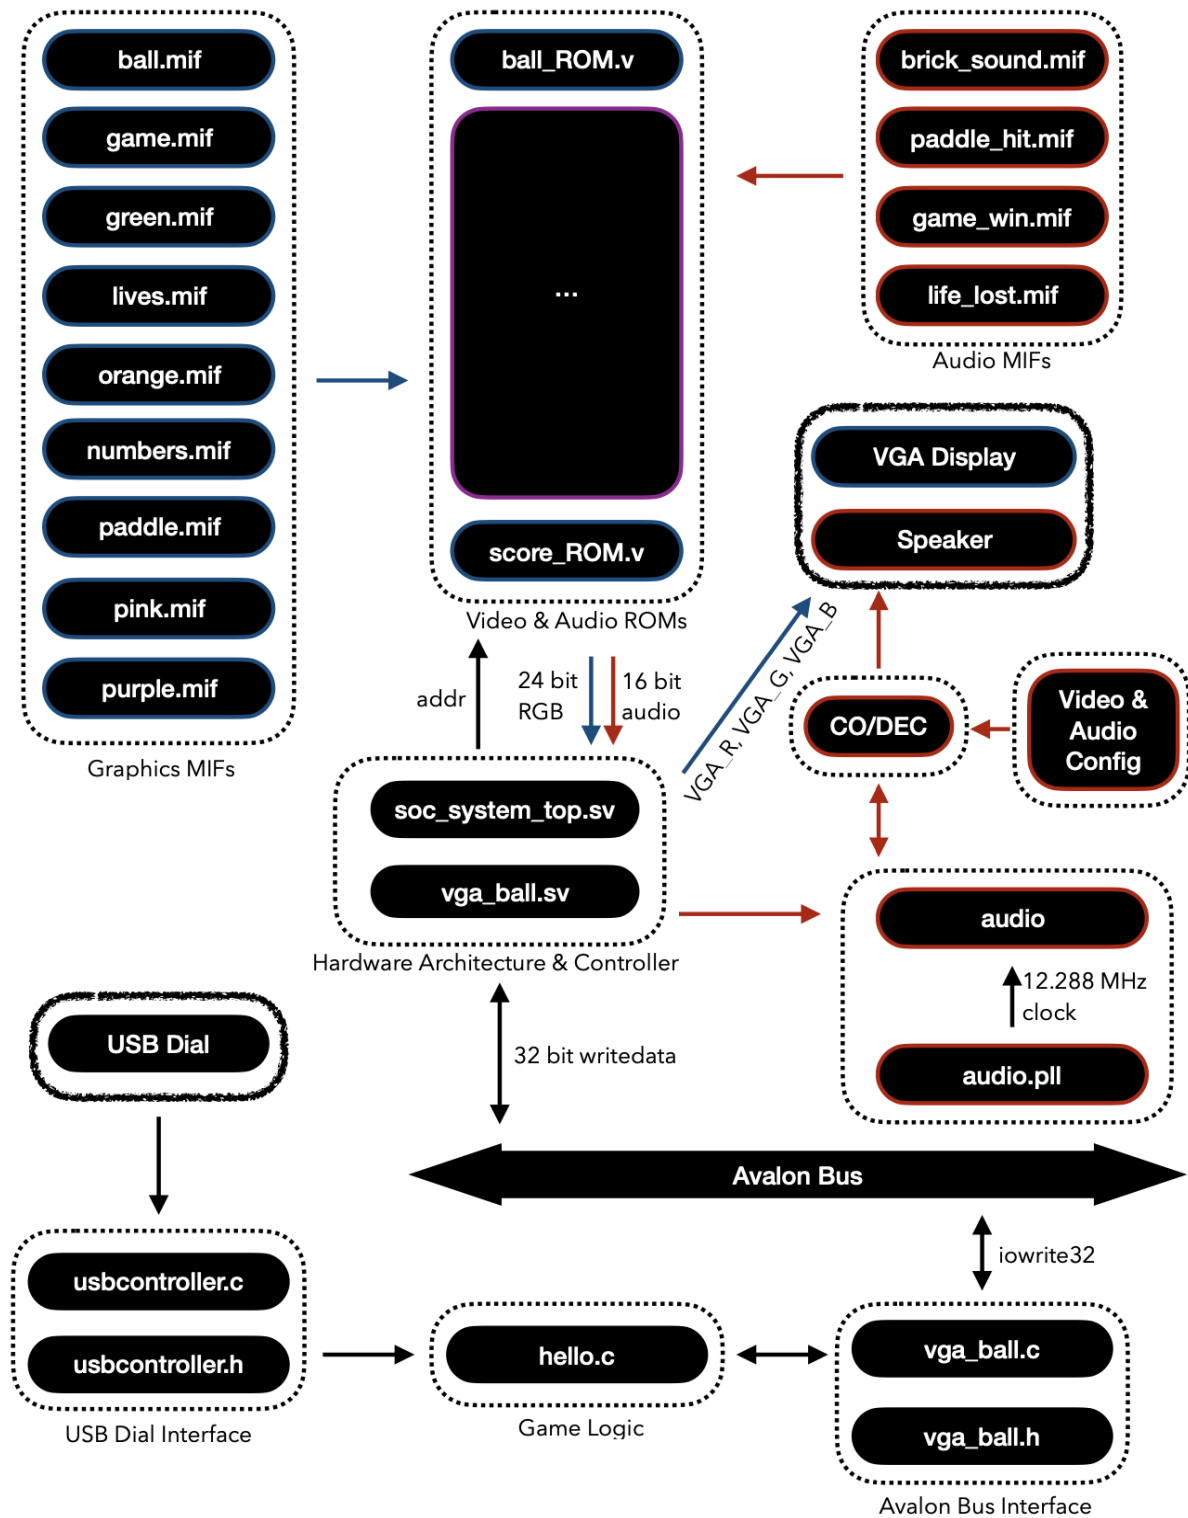 ball.mif
game.mif
green.mif
lives.mif
orange.mif
numbers.mif
paddle.mif
pink.mif
purple.mif
Graphics MIFs
ball_ROM.v
...
score_ROM.v
Video & Audio ROMs
brick_sound.mif
paddle_hit.mif
game_win.mif
life_lost.mif
Audio MIFs
VGA Display
Speaker
addr
24 bit
RGB
16 bit
audio
VGA_R, VGA_G, VGA_B
CO/DEC
Video &
Audio
Config
soc_system_top.sv
vga_ball.sv
Hardware Architecture & Controller
audio
12.288 MHz
clock
audio.pll
USB Dial
32 bit writedata
Avalon Bus
iowrite32
usbcontroller.c
usbcontroller.h
USB Dial Interface
hello.c
Game Logic
vga_ball.c
vga_ball.h
Avalon Bus Interface